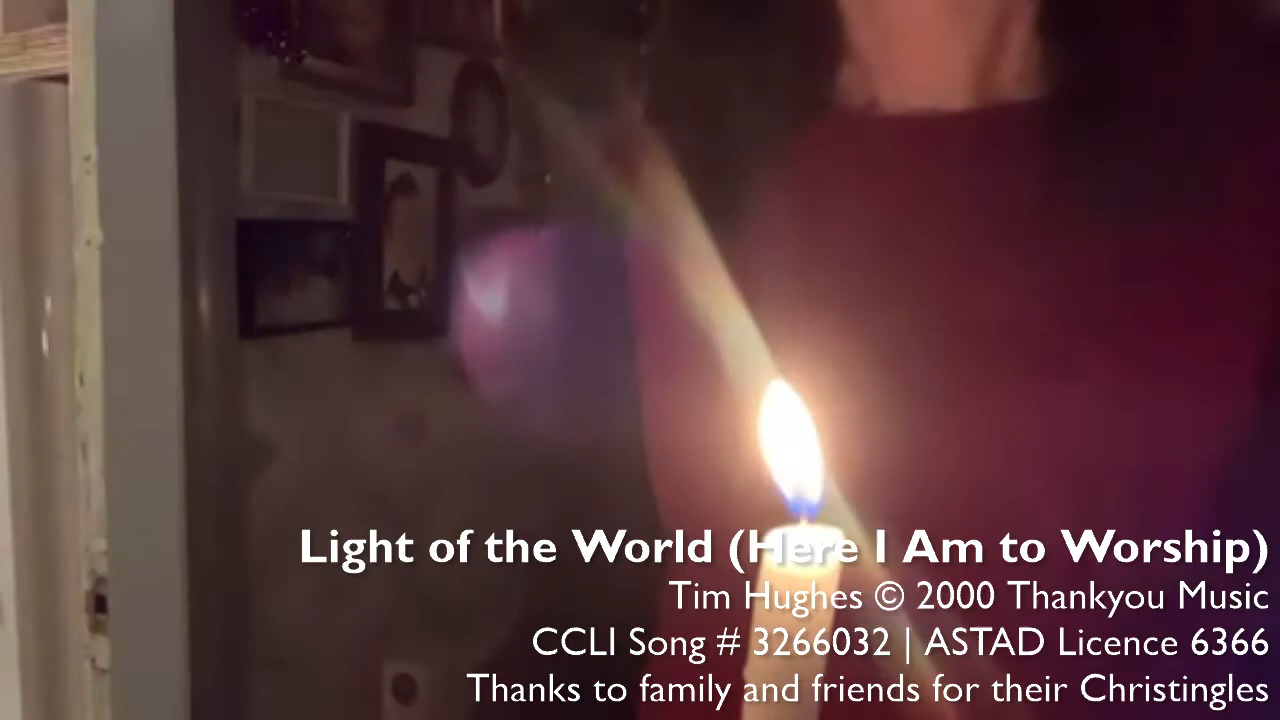 Light of the World (Here I Am to Worship)
Tim Hughes © 2000 Thankyou Music
CCLI Song # 3266032 | ASTAD Licence 6366
Thanks to family and friends for their Christingles